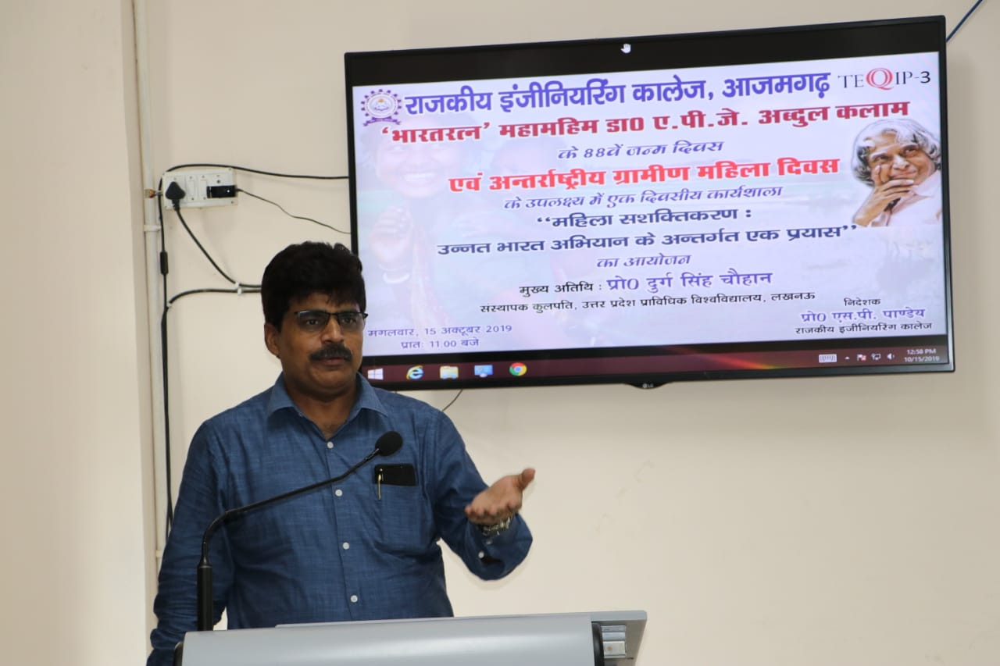 राजकीय इंजीनियरिंग कालेज, आजमगढ़ TEQIP-3
‘भारतरत्न’ महामहिम डा0 ए.पी.जे. अब्दुल कलाम
के 88वें जन्म दिवस
एवं अन्तर्राष्ट्रीय ग्रामीण महिला दिवस
के उपलक्ष्य में एक दिवसीय कार्यशाला
“महिला सशक्तिकरण :
उन्नत भारत अभियान के अन्तर्गत एक प्रयास”
का आयोजन
मुख्य अतिथि : प्रो0 दुर्ग सिंह चौहान
संस्थापक कुलपति, उत्तर प्रदेश प्राविधिक विश्वविद्यालय, लखनऊ
मगलवार, 15 अक्टूबर 2019
प्रातः 11.00 बजे
निदेशक
प्रो0 एस.पी. पाण्डेय
राजकीय इजीनियरिंग कालेज
12:58 PM
10/15/2019
LG